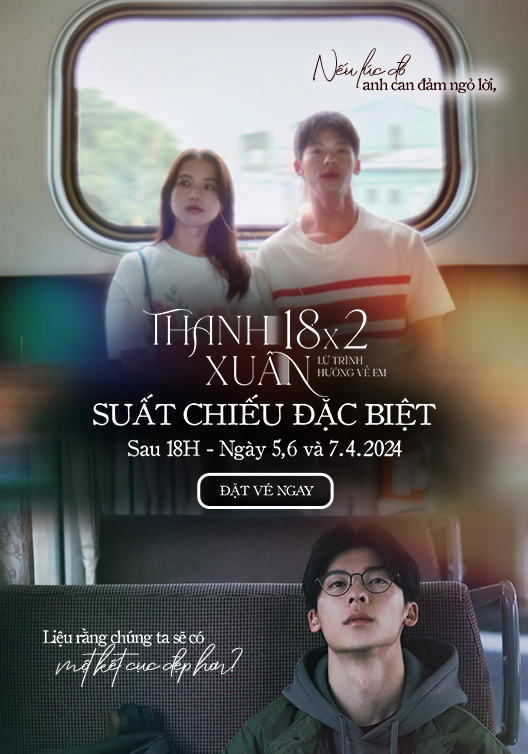 Nếu lúc đó
anh can đảm ngỏ lời,
THANH 18x2
XUÂN
LỮ TRÌNH
HƯỚNG VỀ EM
SUẤT CHIẾU ĐẶC BIỆT
Sau 18H - Ngày 5,6 và 7.4.2024
ĐẶT VÉ NGAY
Liệu rằng chúng ta sẽ có
một kết cục đẹp hơn?